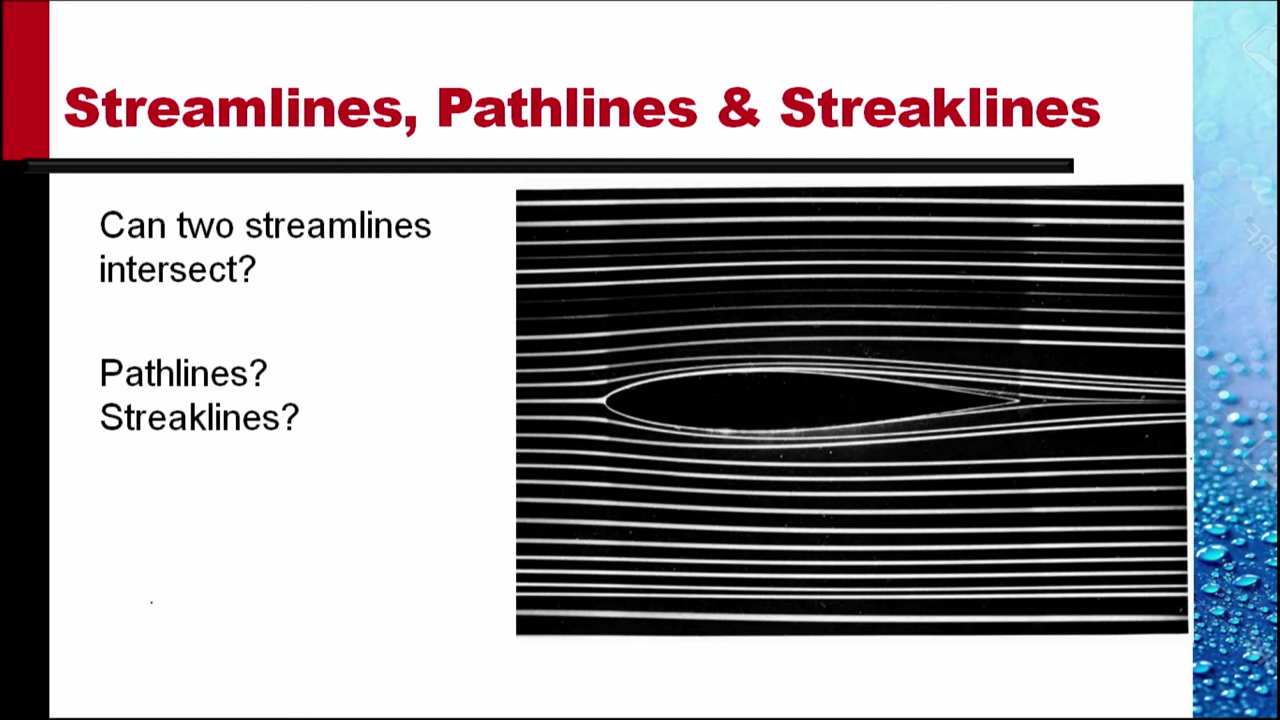 Streamlines, Pathlines & Streaklines
Can two streamlines
intersect?
Pathlines?
Streaklines?